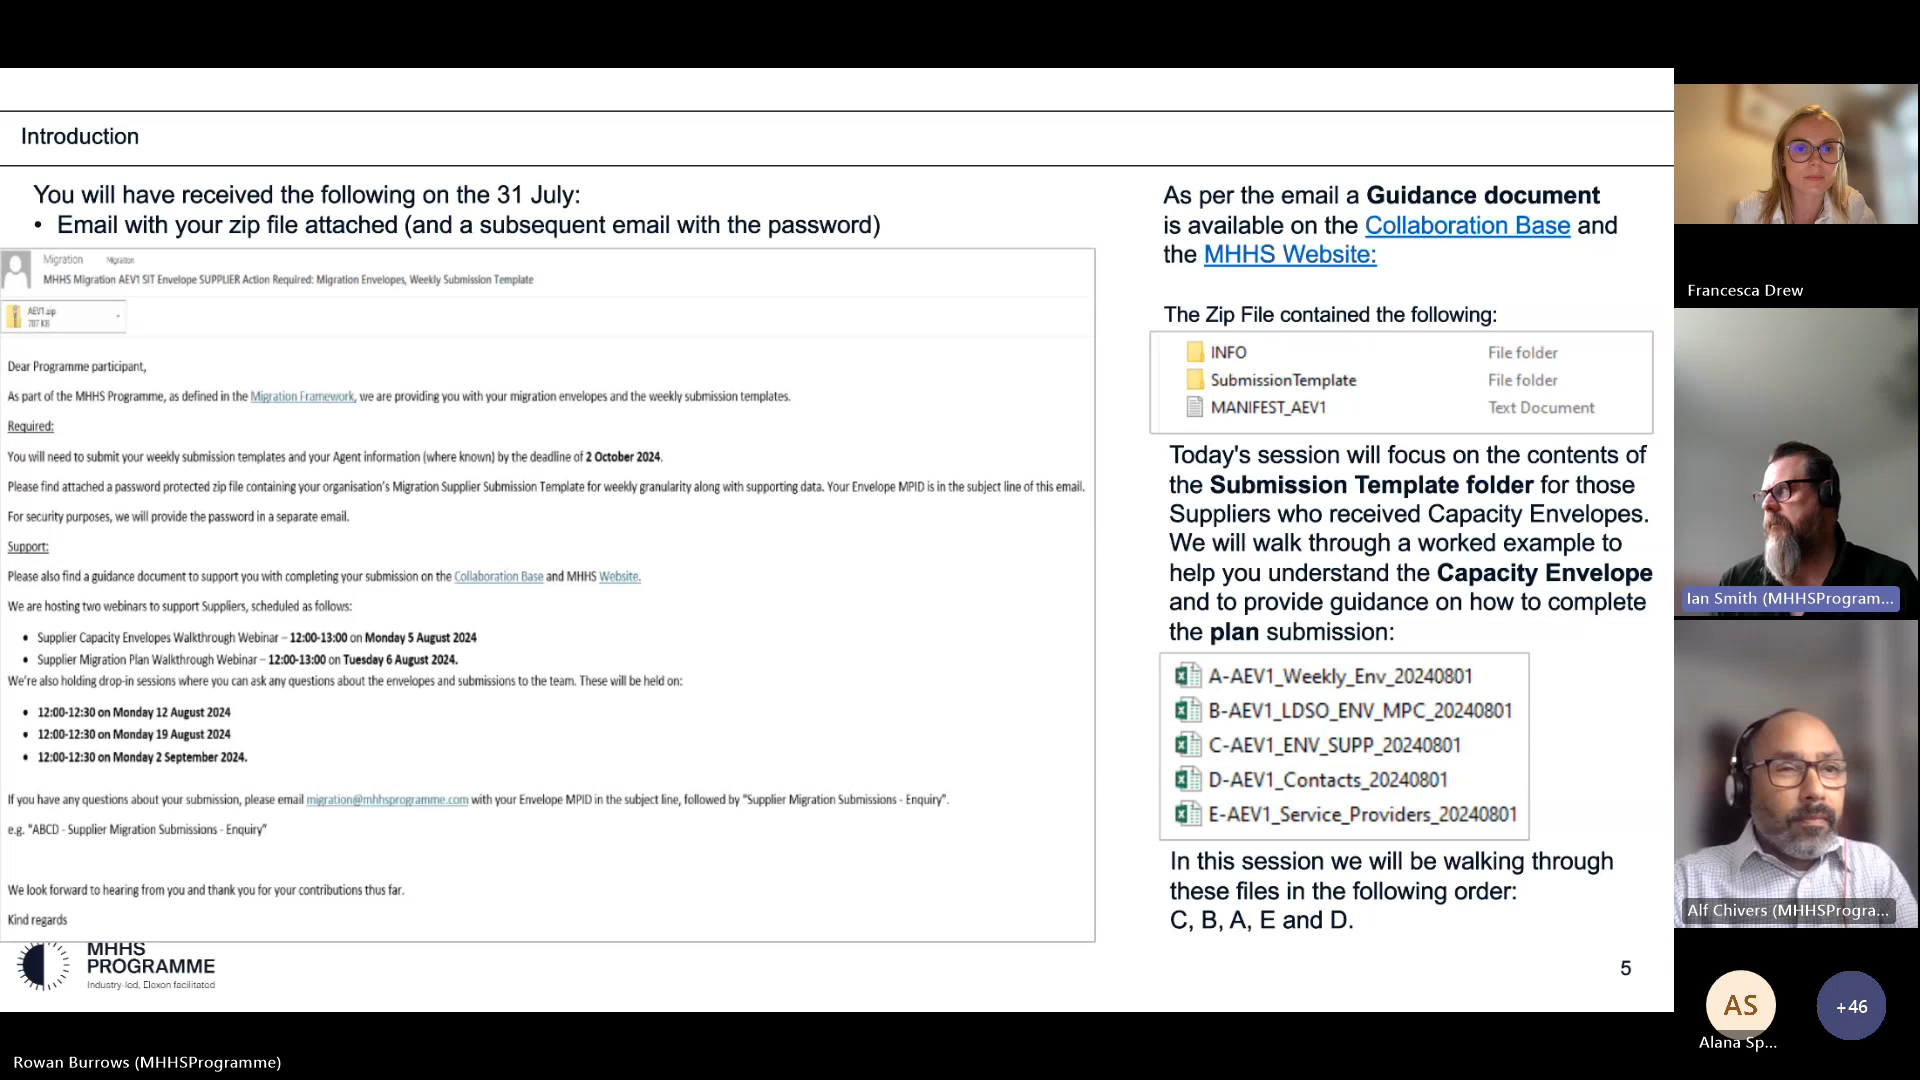 Introduction
You will have received the following on the 31 July:
• Email with your zip file attached (and a subsequent email with the password)
Migration Migration
MHHS Migration AEV1 SIT Envelope SUPPLIER Action Required: Migration Envelopes, Weekly Submission Template
AEV1.zip
787 KB
Dear Programme participant,
As part of the MHHS Programme, as defined in the Migration Framework, we are providing you with your migration envelopes and the weekly submission templates.
Required:
You will need to submit your weekly submission templates and your Agent information (where known) by the deadline of 2 October 2024.
Please find attached a password protected zip file containing your organisation's Migration Supplier Submission Template for weekly granularity along with supporting data. Your Envelope MPID is in the subject line of this email.
For security purposes, we will provide the password in a separate email.
Support:
Please also find a guidance document to support you with completing your submission on the Collaboration Base and MHHS Website.
We are hosting two webinars to support Suppliers, scheduled as follows:
• Supplier Capacity Envelopes Walkthrough Webinar – 12:00-13:00 on Monday 5 August 2024
• Supplier Migration Plan Walkthrough Webinar – 12:00-13:00 on Tuesday 6 August 2024.
We're also holding drop-in sessions where you can ask any questions about the envelopes and submissions to the team. These will be held on:
• 12:00-12:30 on Monday 12 August 2024
• 12:00-12:30 on Monday 19 August 2024
• 12:00-12:30 on Monday 2 September 2024.
If you have any questions about your submission, please email migration@mhhsprogramme.com with your Envelope MPID in the subject line, followed by "Supplier Migration Submissions - Enquiry".
e.g. "ABCD - Supplier Migration Submissions - Enquiry"
We look forward to hearing from you and thank you for your contributions thus far.
Kind regards
MHHS
PROGRAMME
Industry-led, Elexon facilitated
As per the email a Guidance document
is available on the Collaboration Base and
the MHHS Website:
The Zip File contained the following:
INFO File folder
SubmissionTemplate File folder
MANIFEST_AEV1 Text Document
Today's session will focus on the contents of
the Submission Template folder for those
Suppliers who received Capacity Envelopes.
We will walk through a worked example to
help you understand the Capacity Envelope
and to provide guidance on how to complete
the plan submission:
A-AEV1_Weekly_Env_20240801
B-AEV1_LDSO_ENV_MPC_20240801
C-AEV1_ENV_SUPP_20240801
D-AEV1_Contacts_20240801
E-AEV1_Service_Providers_20240801
In this session we will be walking through
these files in the following order:
C, B, A, E and D.
5
Francesca Drew
Ian Smith (MHHSProgram...
Alf Chivers (MHHSProgra...
AS
+46
Alana Sp...
Rowan Burrows (MHHSProgramme)